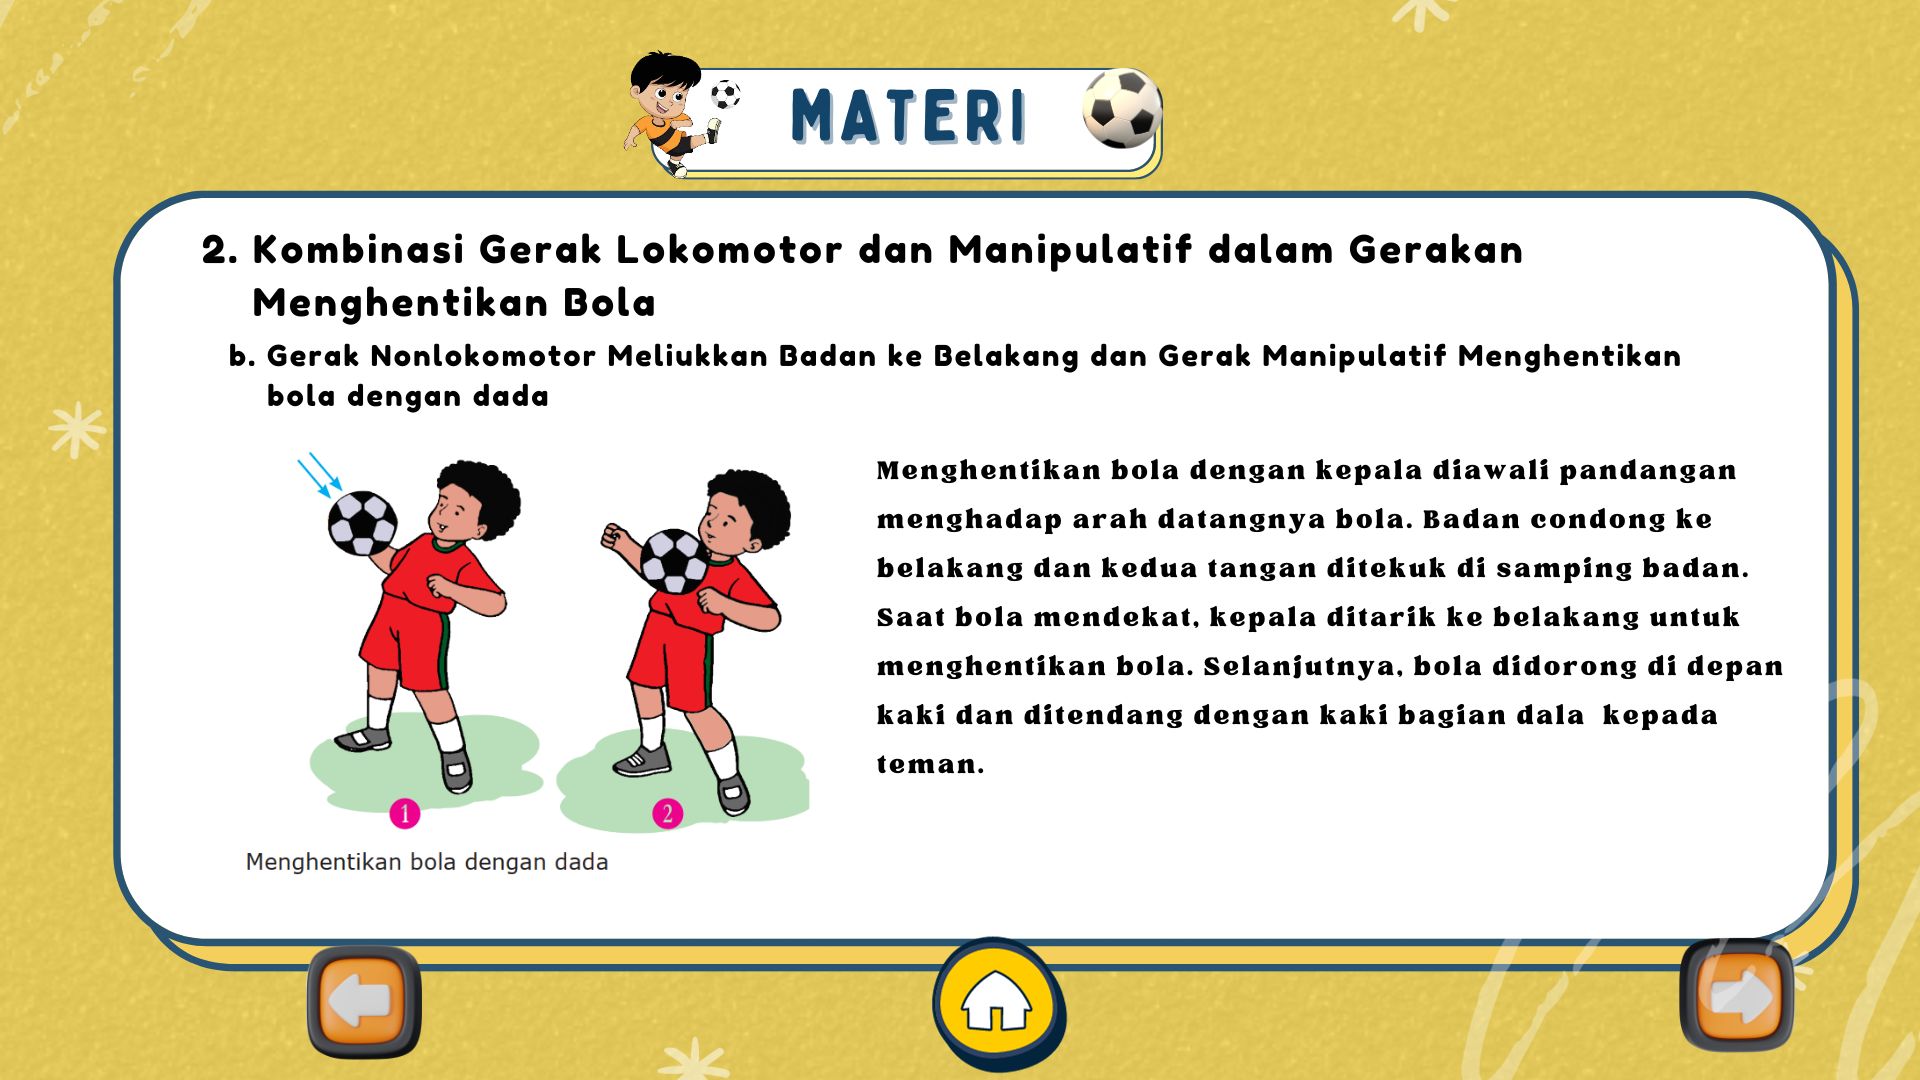 MATERI
2. Kombinasi Gerak Lokomotor dan Manipulatif dalam Gerakan
Menghentikan Bola
b. Gerak Nonlokomotor Meliukkan Badan ke Belakang dan Gerak Manipulatif Menghentikan
bola dengan dada
Menghentikan bola dengan kepala diawali pandangan
menghadap arah datangnya bola. Badan condong ke
belakang dan kedua tangan ditekuk di samping badan.
Saat bola mendekat, kepala ditarik ke belakang untuk
menghentikan bola. Selanjutnya, bola didorong di depan
kaki dan ditendang dengan kaki bagian dala  kepada
teman.
1
2
Menghentikan bola dengan dada